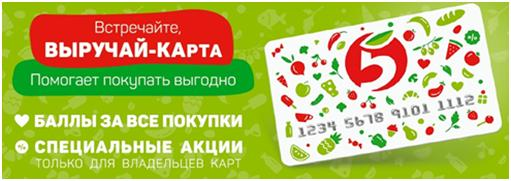 Встречайте,
ВЫРУЧАЙ-КАРТА
Помогает покупать выгодно
БАЛЛЫ ЗА ВСЕ ПОКУПКИ
% СПЕЦИАЛЬНЫЕ АКЦИИ
ТОЛЬКО ДЛЯ ВЛАДЕЛЬЦЕВ КАРТ
5
1234 5678 9101 1112